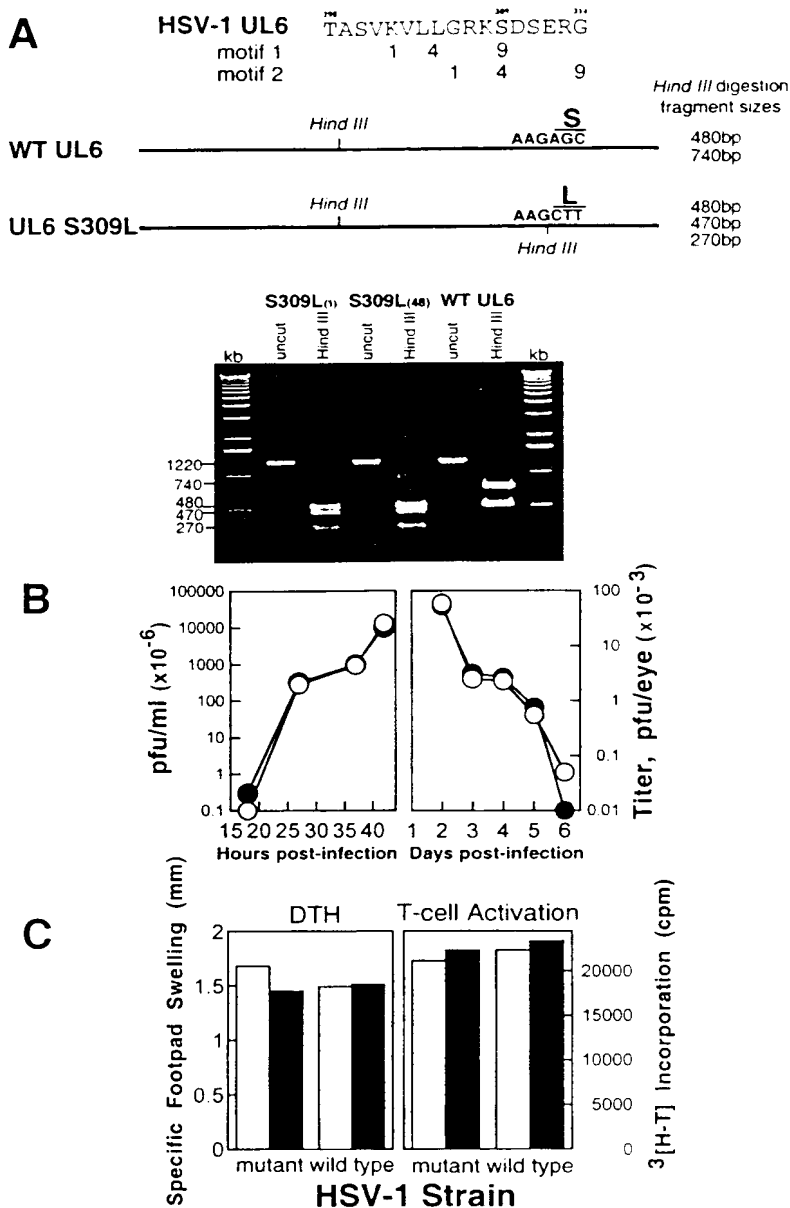 A
HSV-1 UL6
298 309 314
TASVKVLLGRKSDSERG
motif 1 1 4 9
motif 2 1 4 9
Hind III digestion
fragment sizes
WT UL6
Hind III
S
AAGAGC
480bp
740bp
UL6 S309L
Hind III
L
AAGCTT
Hind III
480bp
470bp
270bp
S309L(1) S309L(48) WT UL6
kb uncut Hind III uncut Hind III uncut Hind III kb
1220
740
480
470
270
B
pfu/ml (x10-6)
100000
10000
1000
100
10
1
0.1
15 20 25 30 35 40
Hours post-infection
100
10
1
0.1
0.01
Titer, pfu/eye (x10-3)
1 2 3 4 5 6
Days post-infection
C
Specific Footpad Swelling (mm)
DTH
2
1.5
1
0.5
0
mutant wild type
T-cell Activation
20000
15000
10000
5000
0
3[H-T] Incorporation (cpm)
mutant wild type
HSV-1 Strain